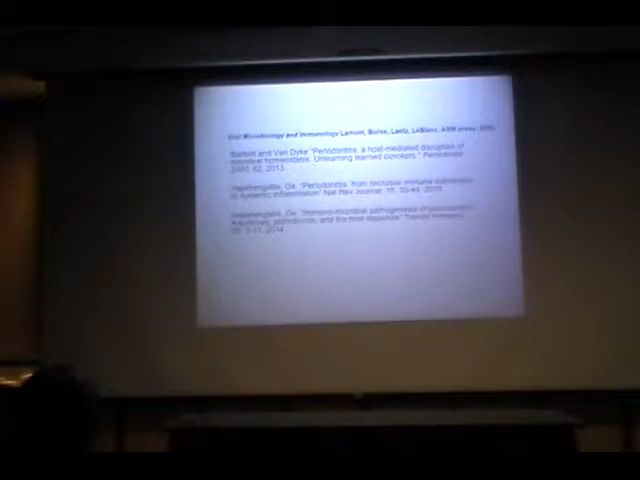 Oral Microbiology and Immunology Lamont, Burne, Lantz, LeBlanc, ASM press,
Bartold and Van Dyke "Periodontitis: a host-mediated disruption of
microbial homeostasis. Unlearning learned concepts." Periodontol
2000. 62, 2013
Hajishengallis, Ge. "Periodontitis: from microbial immune subversion
to systemic inflammation" Nat Rev Journal, 15, 30-44, 2015
Hajishengallis, Ge. "Immuno-microbial pathogenesis of periodontitis:
Keystones, pathobionts, and the host response" Trends Immunol
35, 3-11, 2014